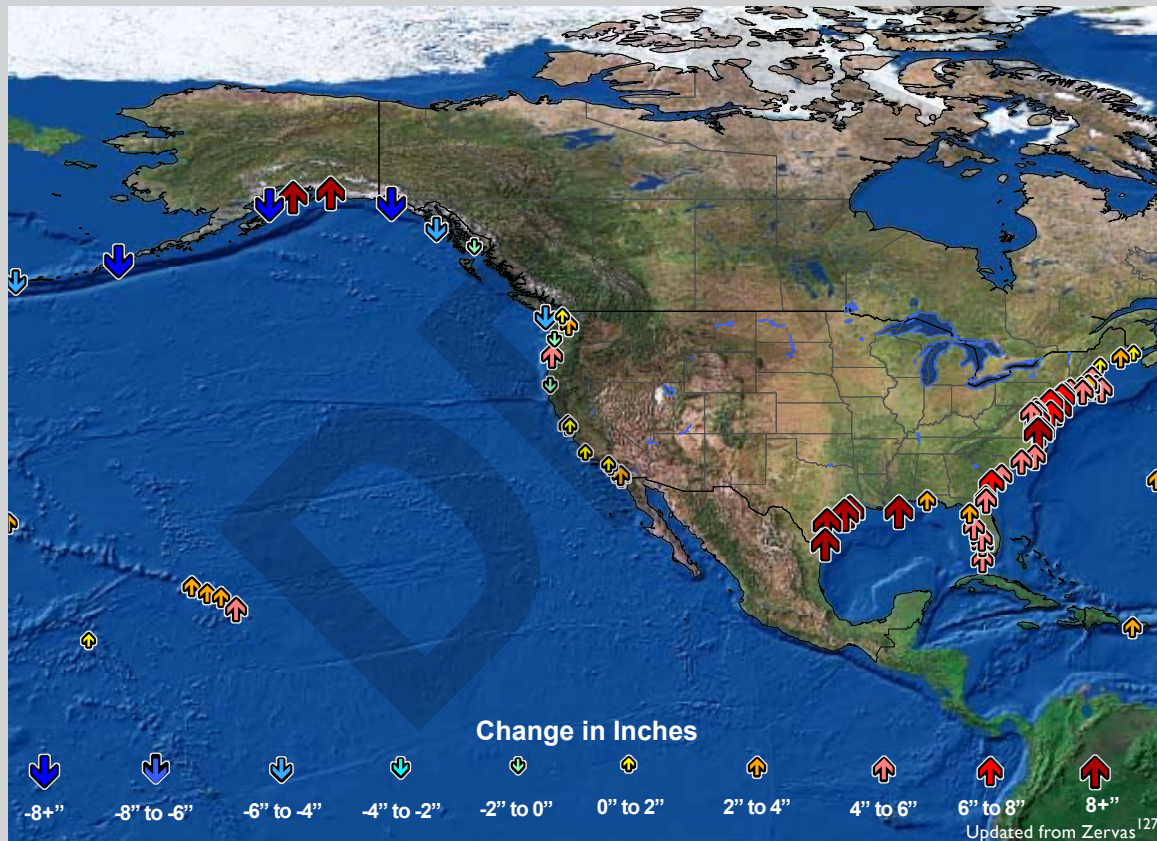 DR
Change in Inches
-8+” -8” to -6” -6” to -4” -4” to -2” -2” to 0” 0” to 2” 2” to 4” 4” to 6” 6” to 8” 8+”
Updated from Zervas127